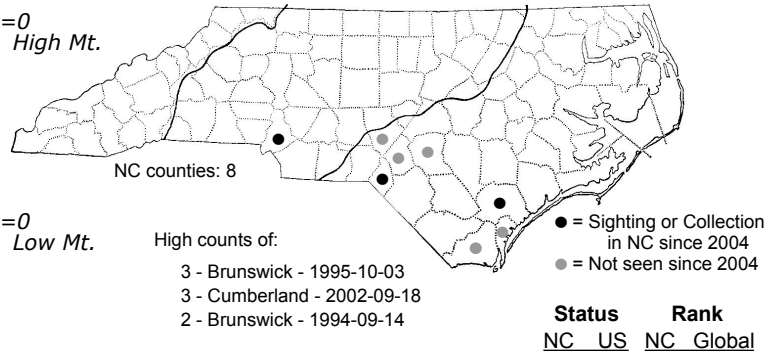 =0
High Mt.
NC counties: 8
=0
Low Mt.
High counts of:
3 - Brunswick - 1995-10-03
3 - Cumberland - 2002-09-18
2 - Brunswick - 1994-09-14
= Sighting or Collection
in NC since 2004
= Not seen since 2004
Status Rank
NC US NC Global